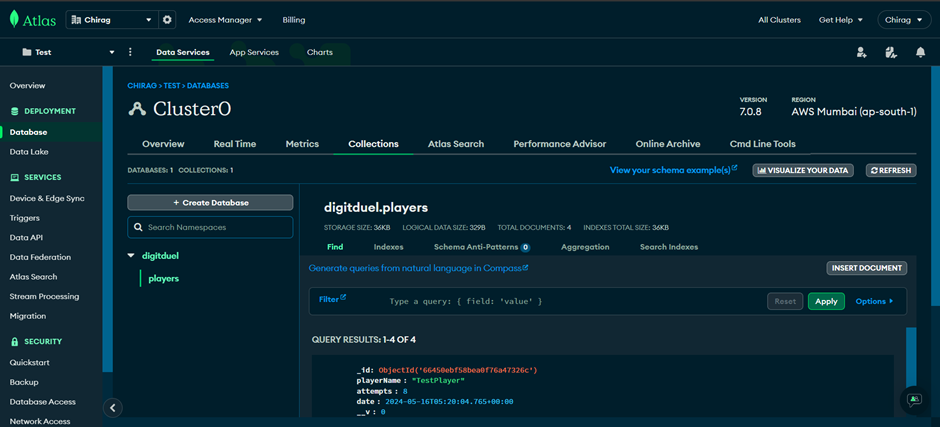 Atlas Chirag Access Manager Billing All Clusters Get Help Chirag
Test Data Services App Services Charts
Overview
DEPLOYMENT
Database
Data Lake
SERVICES
Device & Edge Sync
Triggers
Data API
Data Federation
Atlas Search
Stream Processing
Migration
SECURITY
Quickstart
Backup
Database Access
Network Access
CHIRAG > TEST > DATABASES
Cluster0
VERSION REGION
7.0.8 AWS Mumbai (ap-south-1)
Overview Real Time Metrics Collections Atlas Search Performance Advisor Online Archive Cmd Line Tools
DATABASES: 1 COLLECTIONS: 1
View your schema example(s) VISUALIZE YOUR DATA REFRESH
+ Create Database
Search Namespaces
digitduel
players
digitduel.players
STORAGE SIZE: 36KB LOGICAL DATA SIZE: 329B TOTAL DOCUMENTS: 4 INDEXES TOTAL SIZE: 36KB
Find Indexes Schema Anti-Patterns 0 Aggregation Search Indexes
Generate queries from natural language in Compass INSERT DOCUMENT
Filter Type a query: { field: 'value' } Reset Apply Options
QUERY RESULTS: 1-4 OF 4
_id: ObjectId('66450ebf58bea0f76a47326c')
playerName : "TestPlayer"
attempts : 8
date : 2024-05-16T05:20:04.765+00:00
__v : 0